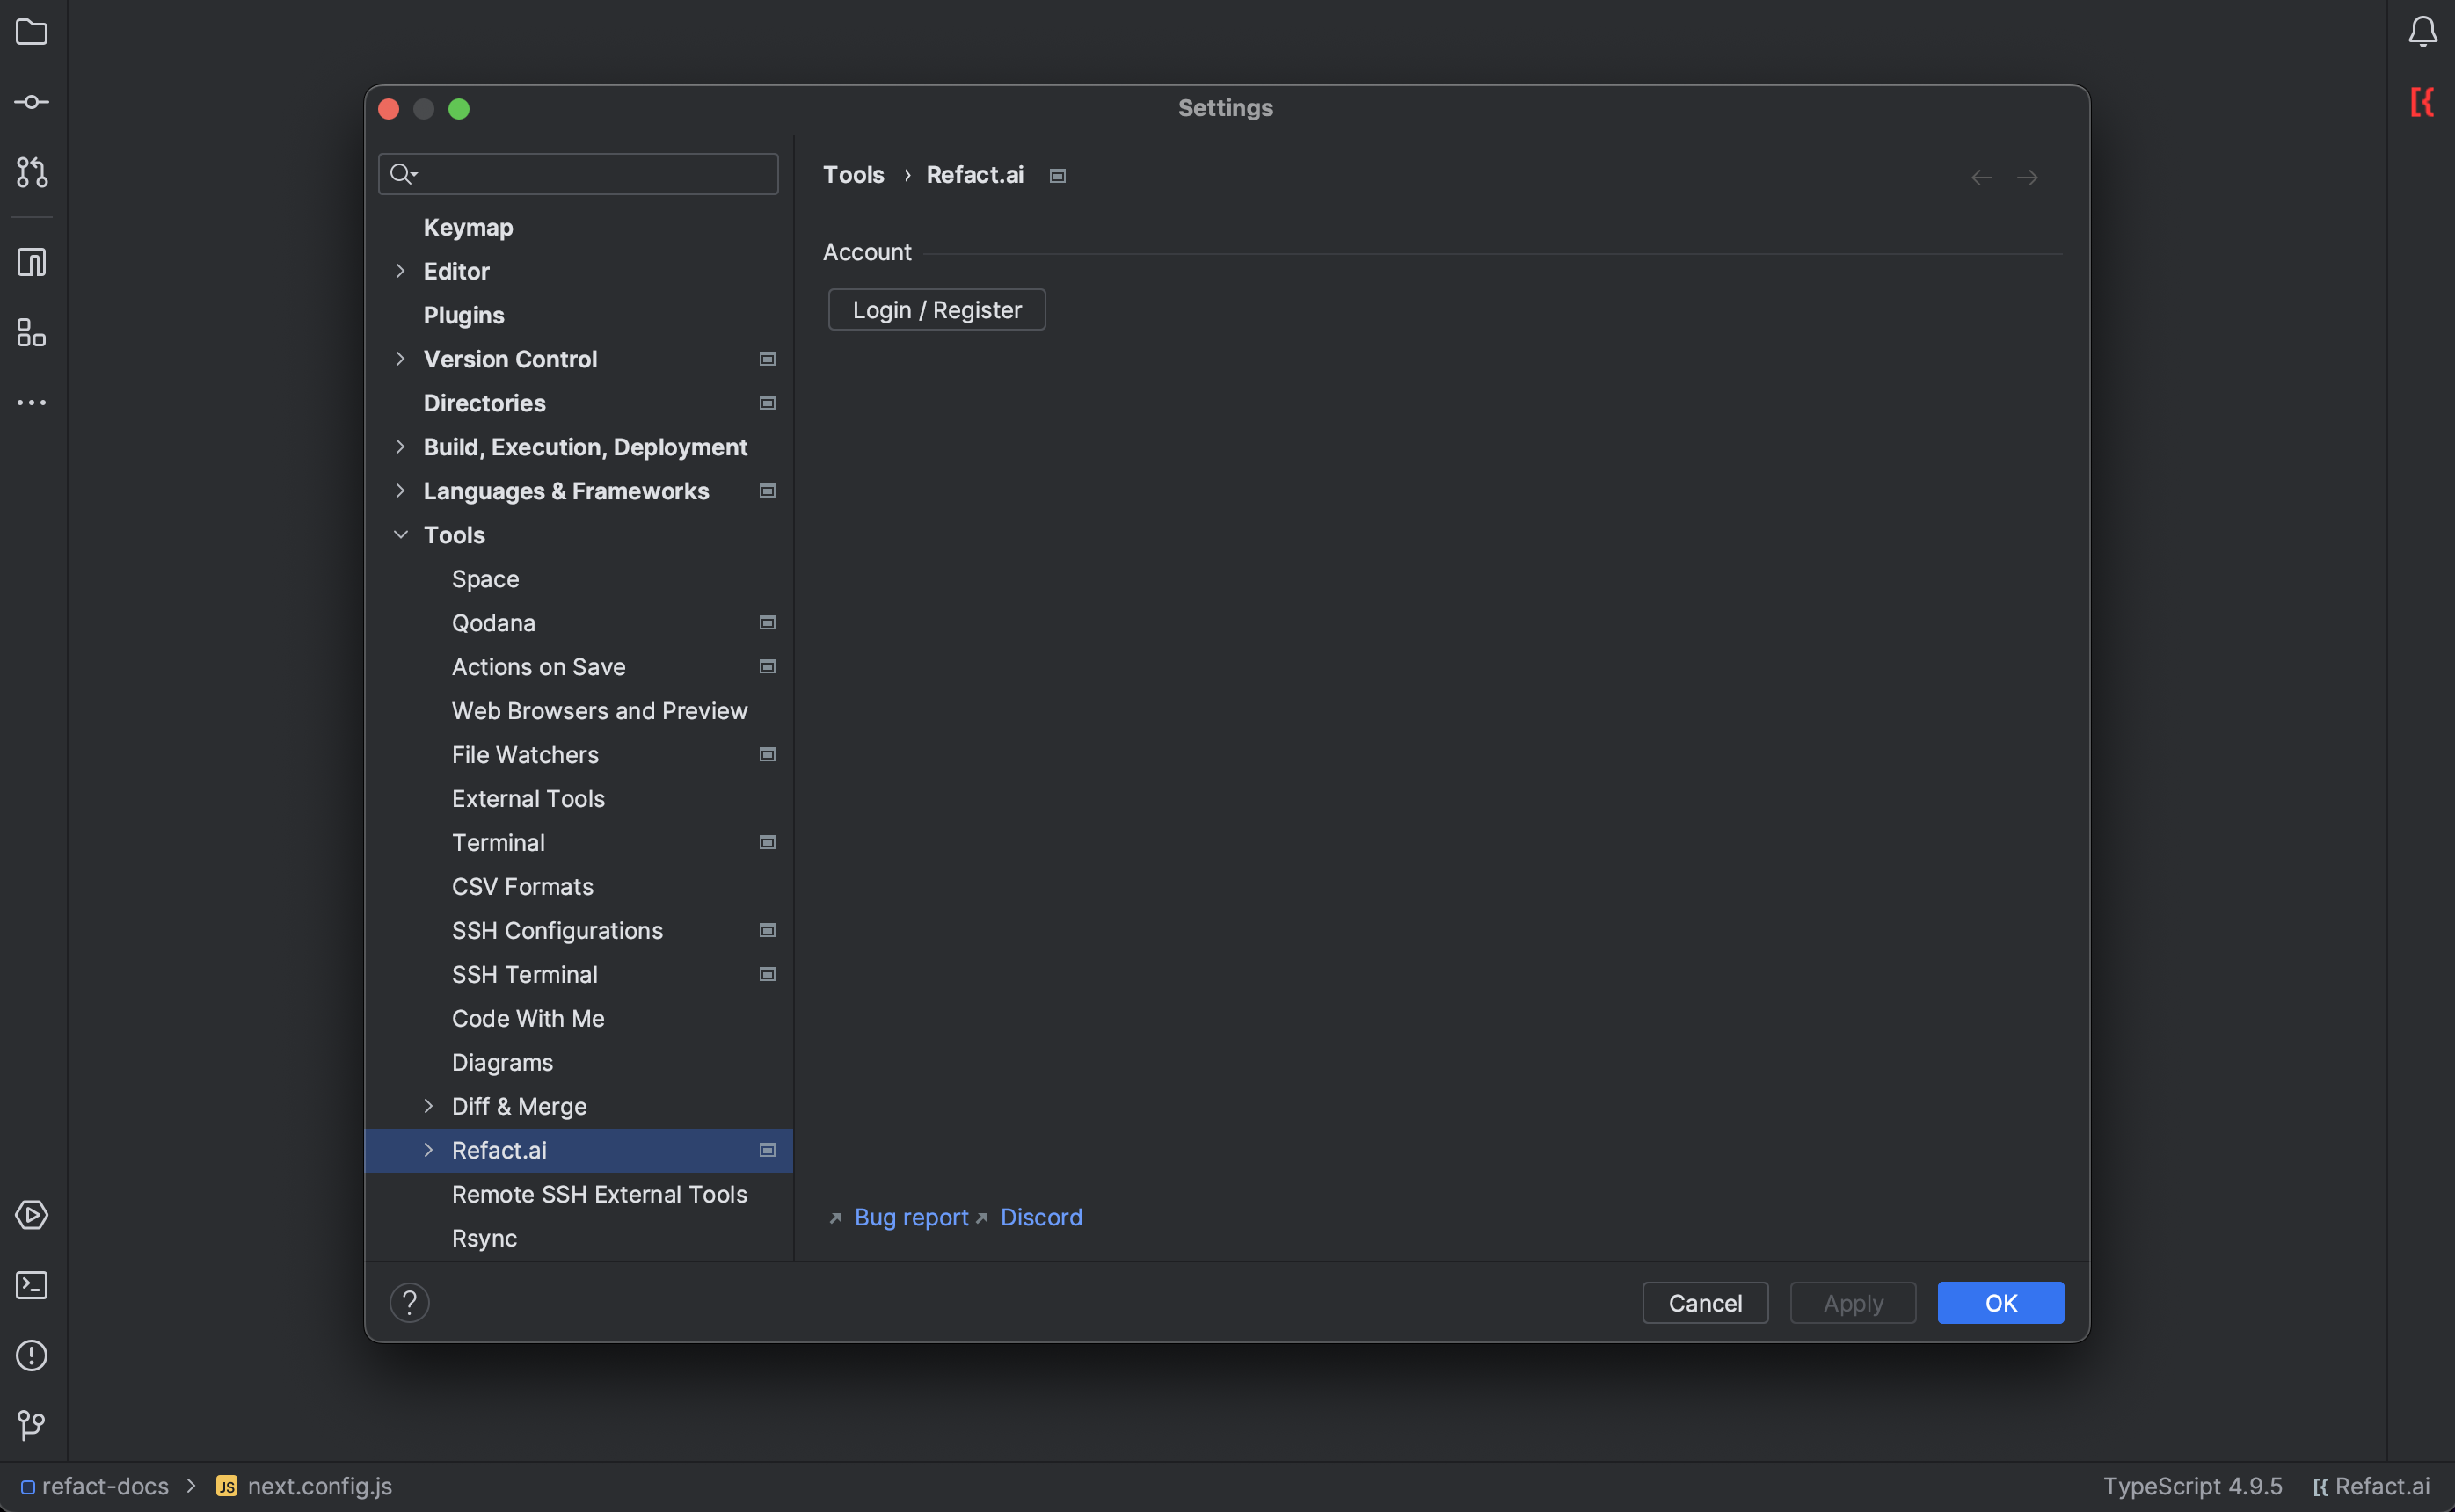 Settings
Tools › Refact.ai
Keymap
Editor
Plugins
Version Control
Directories
Build, Execution, Deployment
Languages & Frameworks
Tools
Space
Qodana
Actions on Save
Web Browsers and Preview
File Watchers
External Tools
Terminal
CSV Formats
SSH Configurations
SSH Terminal
Code With Me
Diagrams
Diff & Merge
Refact.ai
Remote SSH External Tools
Rsync
Account
Login / Register
Bug report Discord
? Cancel Apply OK
refact-docs > JS next.config.js TypeScript 4.9.5 Refact.ai